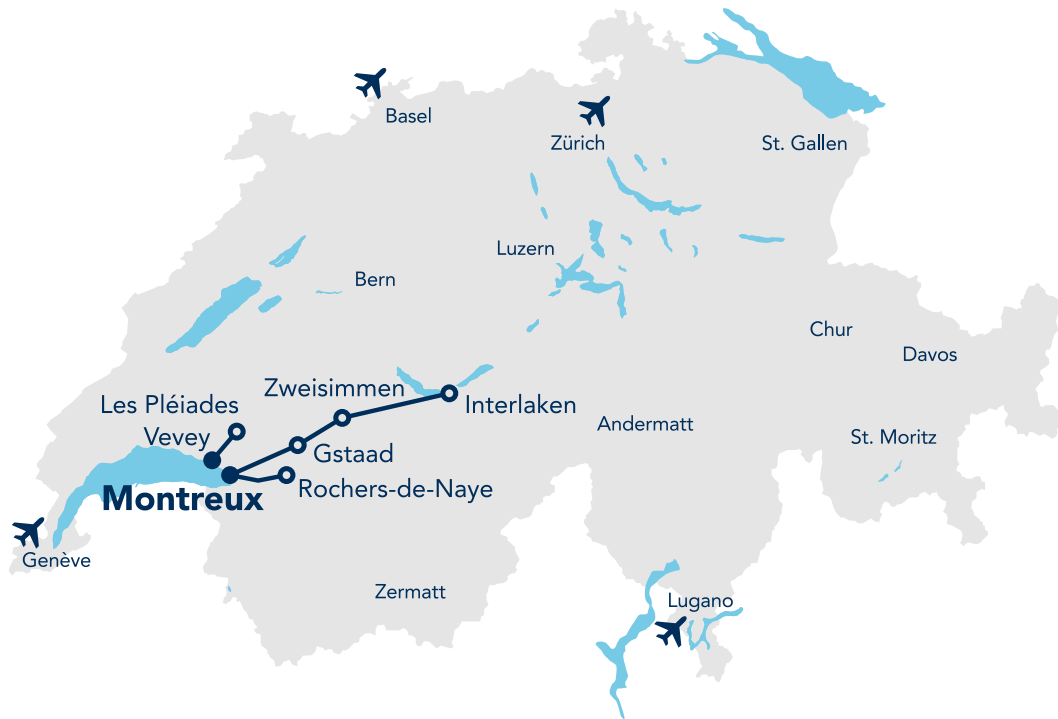 Basel
Zürich
St. Gallen
Luzern
Bern
Chur
Davos
Zweisimmen
Les Pléiades
Interlaken
Andermatt
Vevey
St. Moritz
Gstaad
Rochers-de-Naye
Montreux
Genève
Zermatt
Lugano